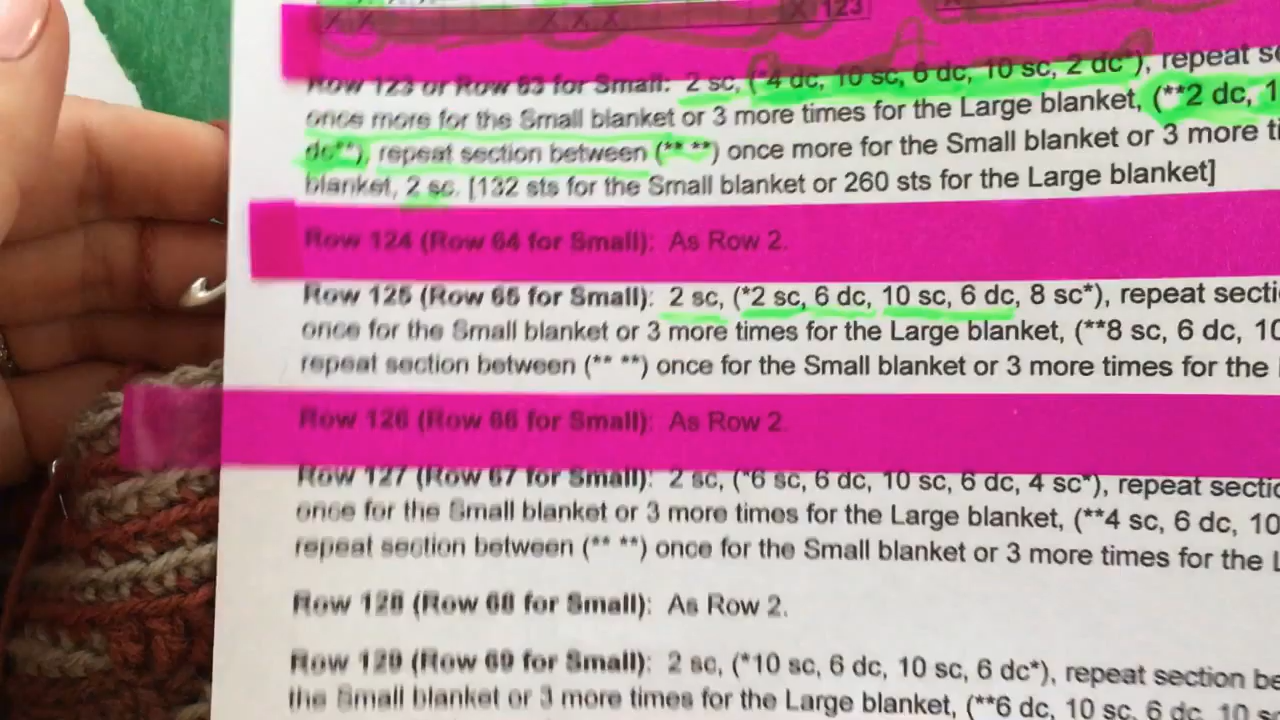 X X X X X X 123
Row 123 or Row 63 for Small: 2 sc, (*4 dc, 10 sc, 6 dc, 10 sc, 2 dc*), repeat
once more for the Small blanket or 3 more times for the Large blanket, (**2 dc,
dc**), repeat section between (** **) once more for the Small blanket or 3 more
blanket, 2 sc. [132 sts for the Small blanket or 260 sts for the Large blanket]
Row 124 (Row 64 for Small): As Row 2.
Row 125 (Row 65 for Small): 2 sc, (*2 sc, 6 dc, 10 sc, 6 dc, 8 sc*), repeat secti
once for the Small blanket or 3 more times for the Large blanket, (**8 sc, 6 dc, 10
repeat section between (** **) once for the Small blanket or 3 more times for the
Row 126 (Row 66 for Small): As Row 2.
Row 127 (Row 67 for Small): 2 sc, (*6 sc, 6 dc, 10 sc, 6 dc, 4 sc*), repeat sectio
once for the Small blanket or 3 more times for the Large blanket, (**4 sc, 6 dc, 10
repeat section between (** **) once for the Small blanket or 3 more times for the L
Row 128 (Row 68 for Small): As Row 2.
Row 129 (Row 69 for Small): 2 sc, (*10 sc, 6 dc, 10 sc, 6 dc*), repeat section be
the Small blanket or 3 more times for the Large blanket, (**6 dc, 10 sc, 6 dc, 10